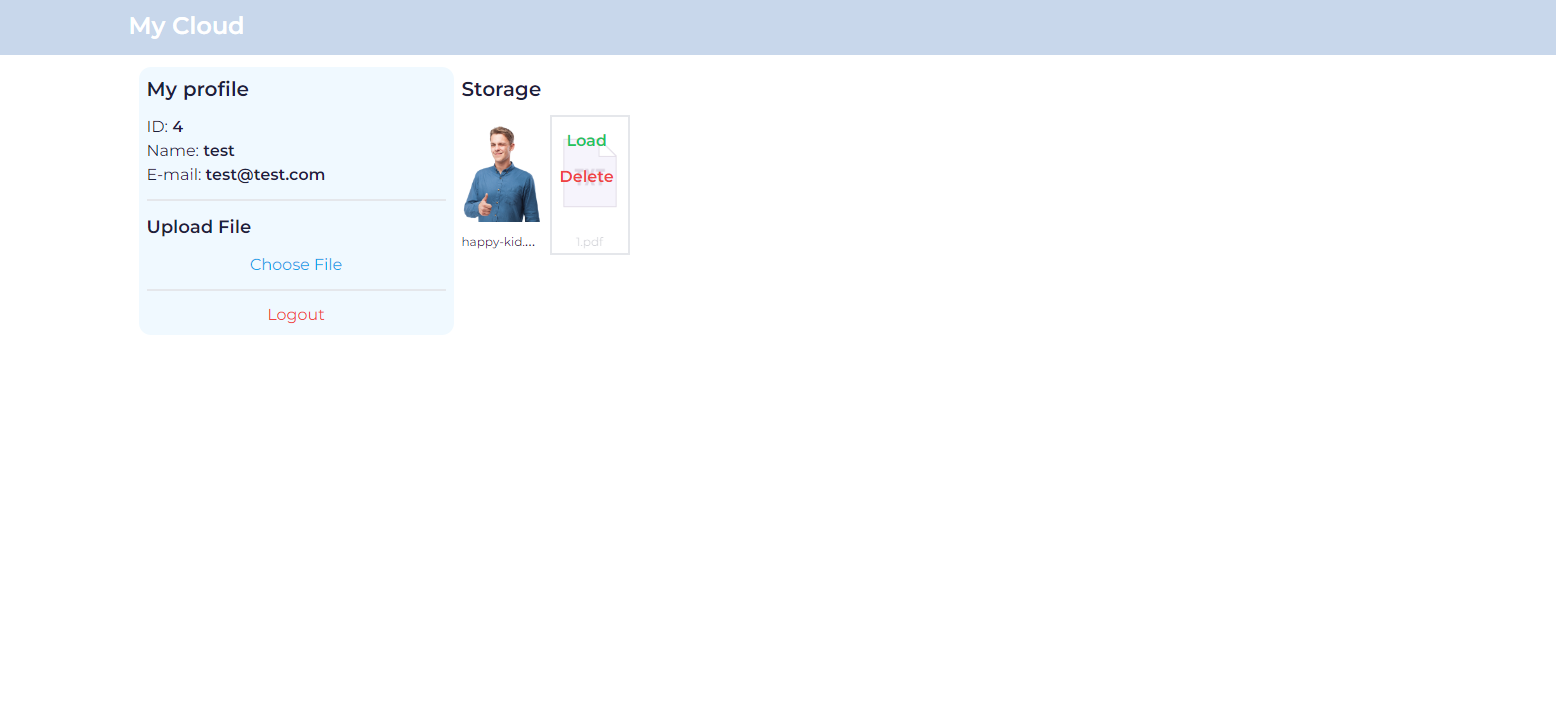 My Cloud
My profile
ID: 4
Name: test
E-mail: test@test.com
Upload File
Choose File
Logout
Storage
happy-kid....
Load
Delete
1.pdf